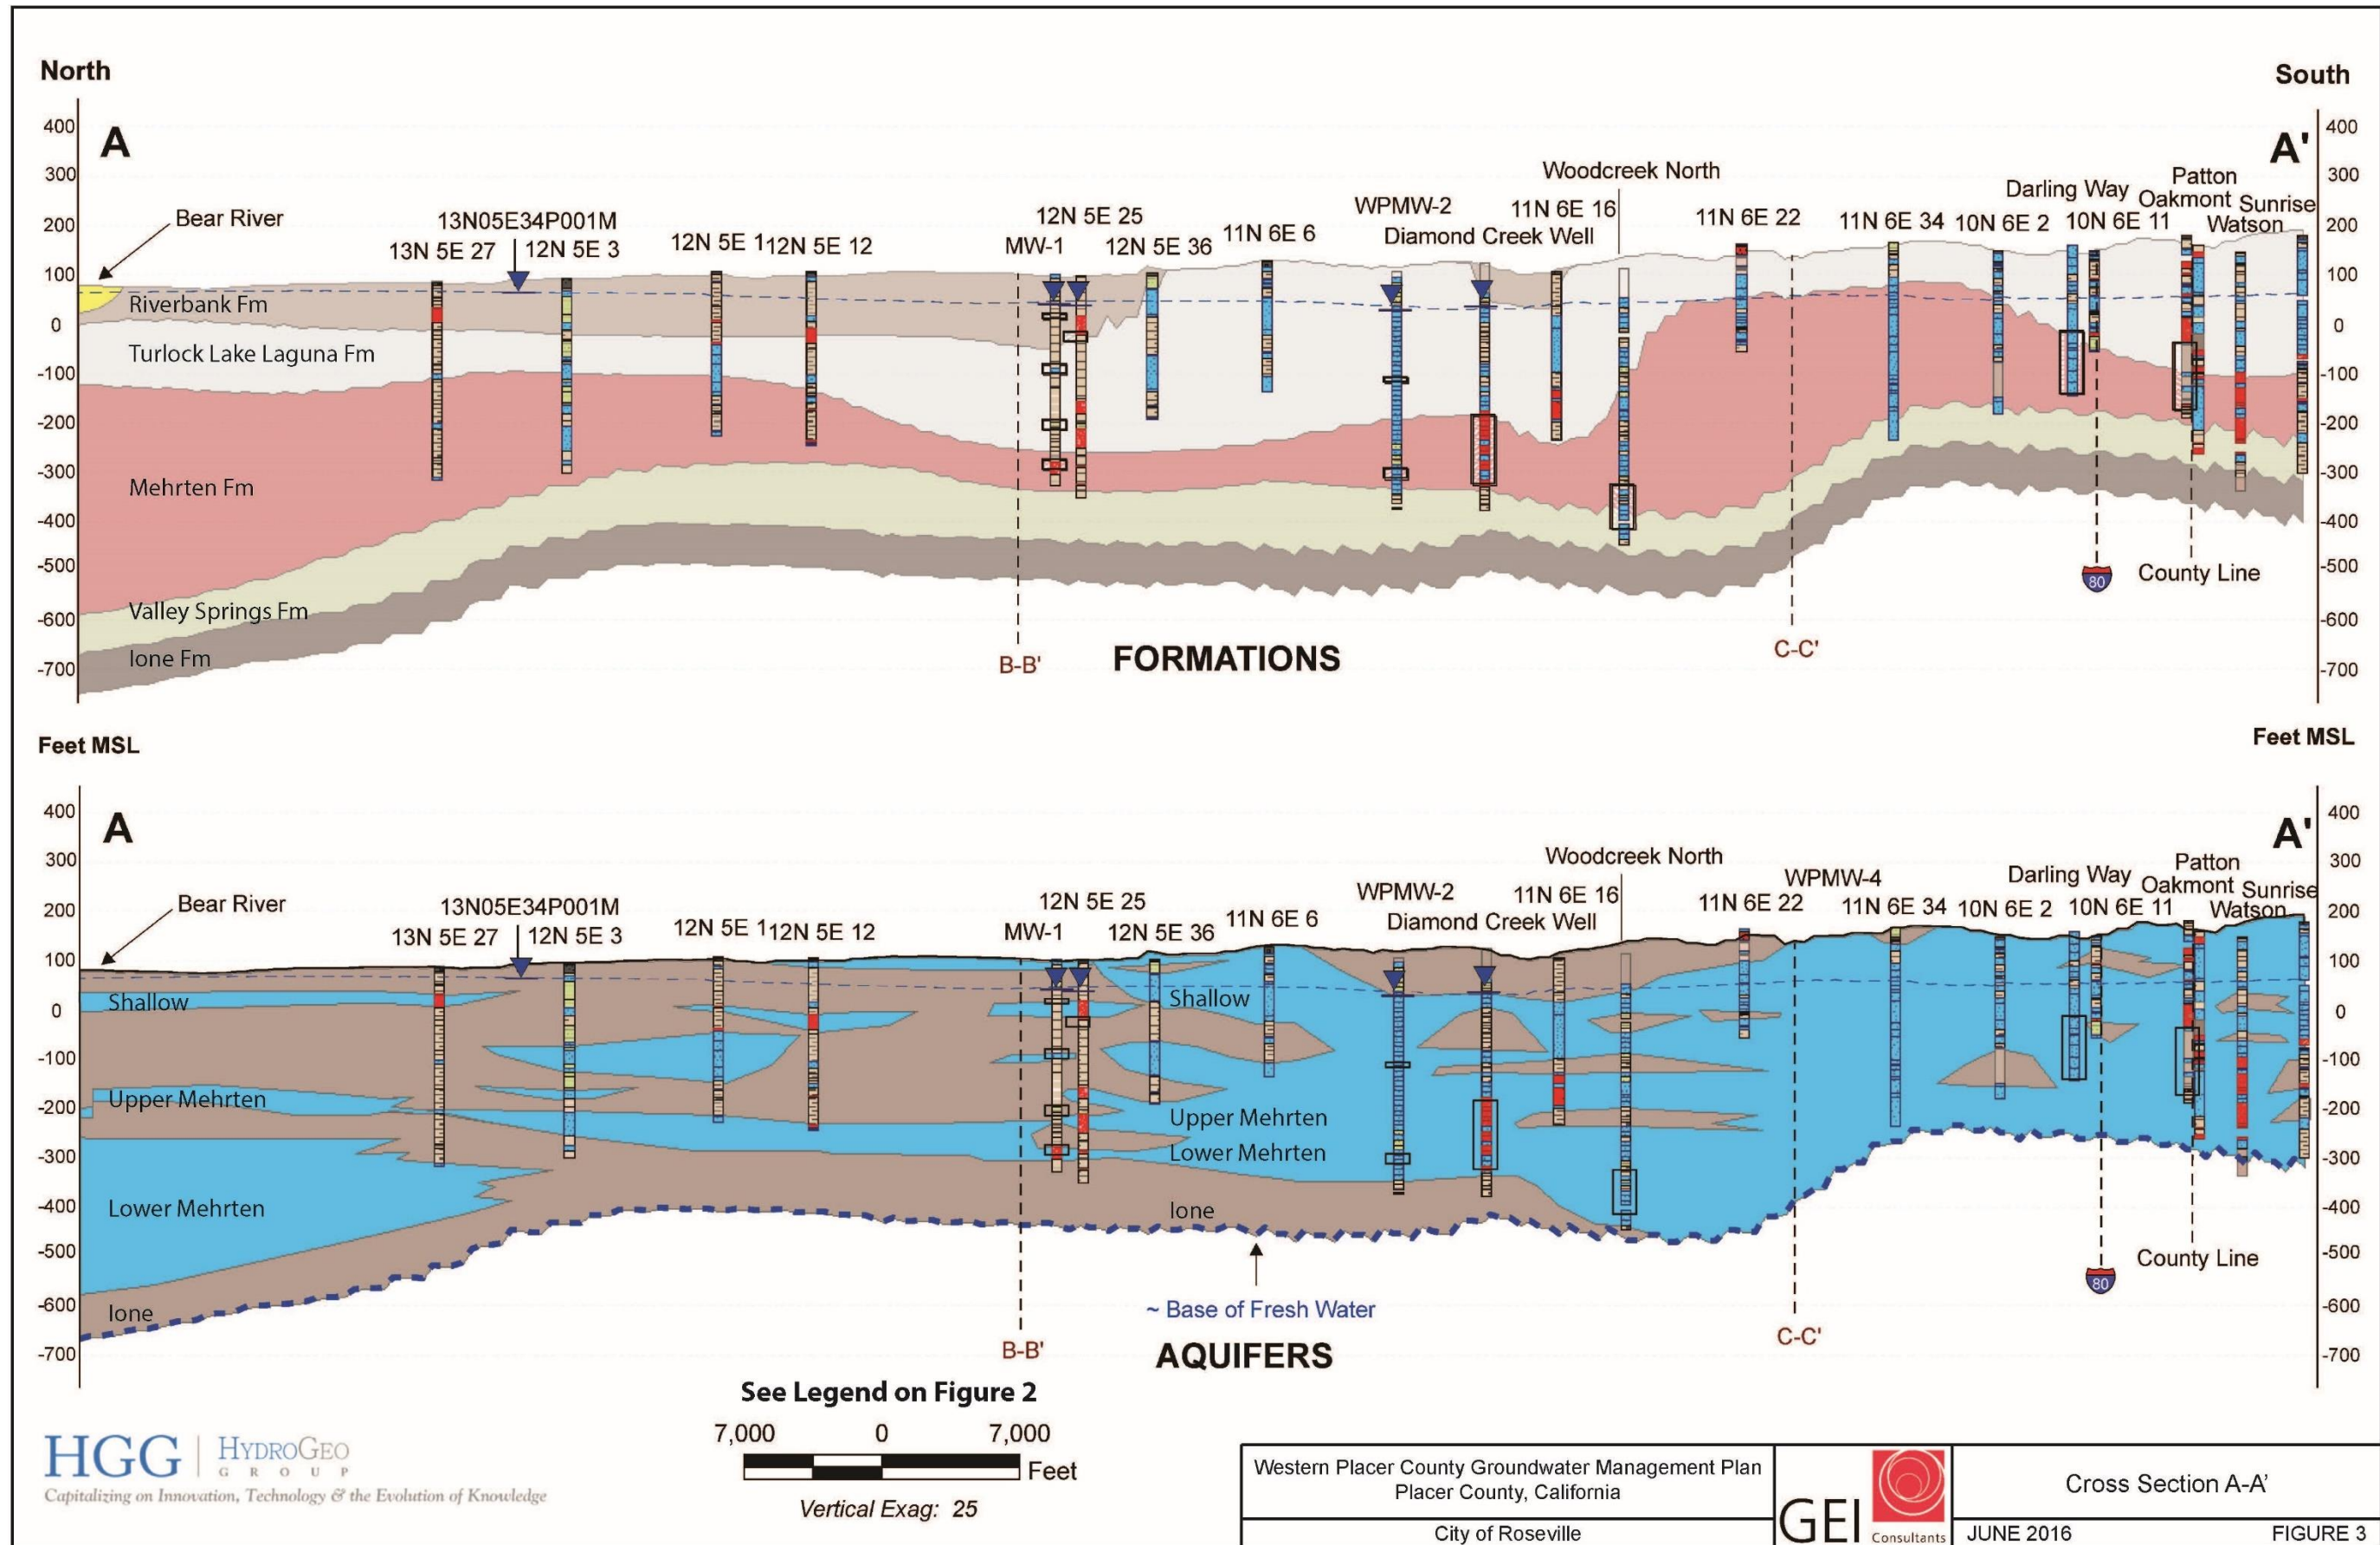 North
South
A
A'
400
300
200
100
0
-100
-200
-300
-400
-500
-600
-700
400
300
200
100
0
-100
-200
-300
-400
-500
-600
-700
Bear River
13N 5E 27
13N05E34P001M
12N 5E 3
12N 5E 1
12N 5E 12
MW-1
12N 5E 25
12N 5E 36
11N 6E 6
WPMW-2
Diamond Creek Well
11N 6E 16
Woodcreek North
11N 6E 22
11N 6E 34
10N 6E 2
Darling Way
10N 6E 11
Patton
Oakmont
Watson
Sunrise
Riverbank Fm
Turlock Lake Laguna Fm
Mehrten Fm
Valley Springs Fm
Ione Fm
B-B'
FORMATIONS
C-C'
80
County Line
Feet MSL
Feet MSL
A
A'
400
300
200
100
0
-100
-200
-300
-400
-500
-600
-700
400
300
200
100
0
-100
-200
-300
-400
-500
-600
-700
Bear River
13N 5E 27
13N05E34P001M
12N 5E 3
12N 5E 1
12N 5E 12
MW-1
12N 5E 25
12N 5E 36
11N 6E 6
WPMW-2
Diamond Creek Well
11N 6E 16
Woodcreek North
11N 6E 22
WPMW-4
11N 6E 34
10N 6E 2
Darling Way
10N 6E 11
Patton
Oakmont
Watson
Sunrise
Shallow
Upper Mehrten
Lower Mehrten
Ione
Shallow
Upper Mehrten
Lower Mehrten
Ione
~ Base of Fresh Water
B-B'
AQUIFERS
C-C'
80
County Line
See Legend on Figure 2
7,000 0 7,000
Feet
Vertical Exag: 25
HGG | HYDROGEO
GROUP
Capitalizing on Innovation, Technology & the Evolution of Knowledge
Western Placer County Groundwater Management Plan
Placer County, California
City of Roseville
GEI Consultants
Cross Section A-A’
JUNE 2016
FIGURE 3